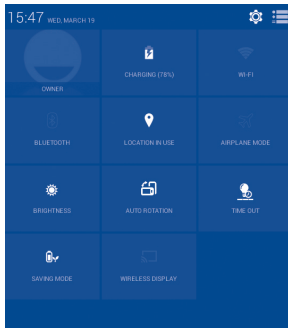 15:47 WED, MARCH 19
OWNER
CHARGING (78%)
WI-FI
BLUETOOTH
LOCATION IN USE
AIRPLANE MODE
BRIGHTNESS
AUTO ROTATION
TIME OUT
SAVING MODE
WIRELESS DISPLAY